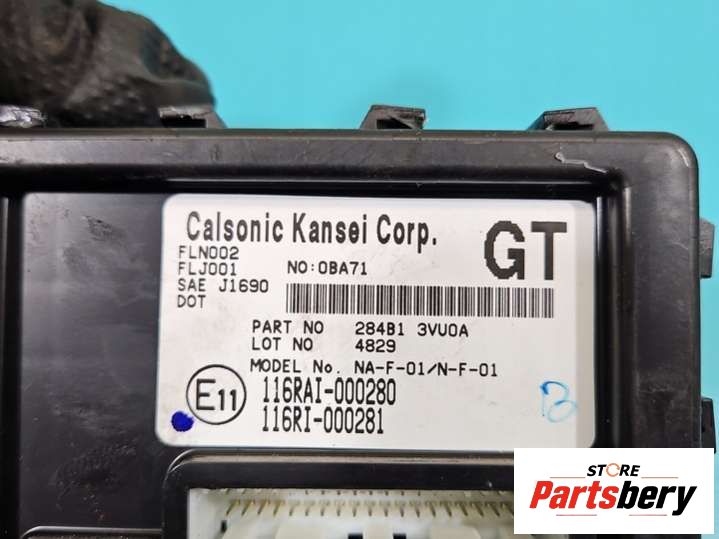 Calsonic Kansei Corp.
GT
FLN002
FLJ001
NO:0BA71
SAE J1690
DOT
PART NO 284B1 3VU0A
LOT NO 4829
MODEL No. NA-F-01/N-F-01
E11
116RAI-000280
116RI-000281
B
STORE
Partsbery